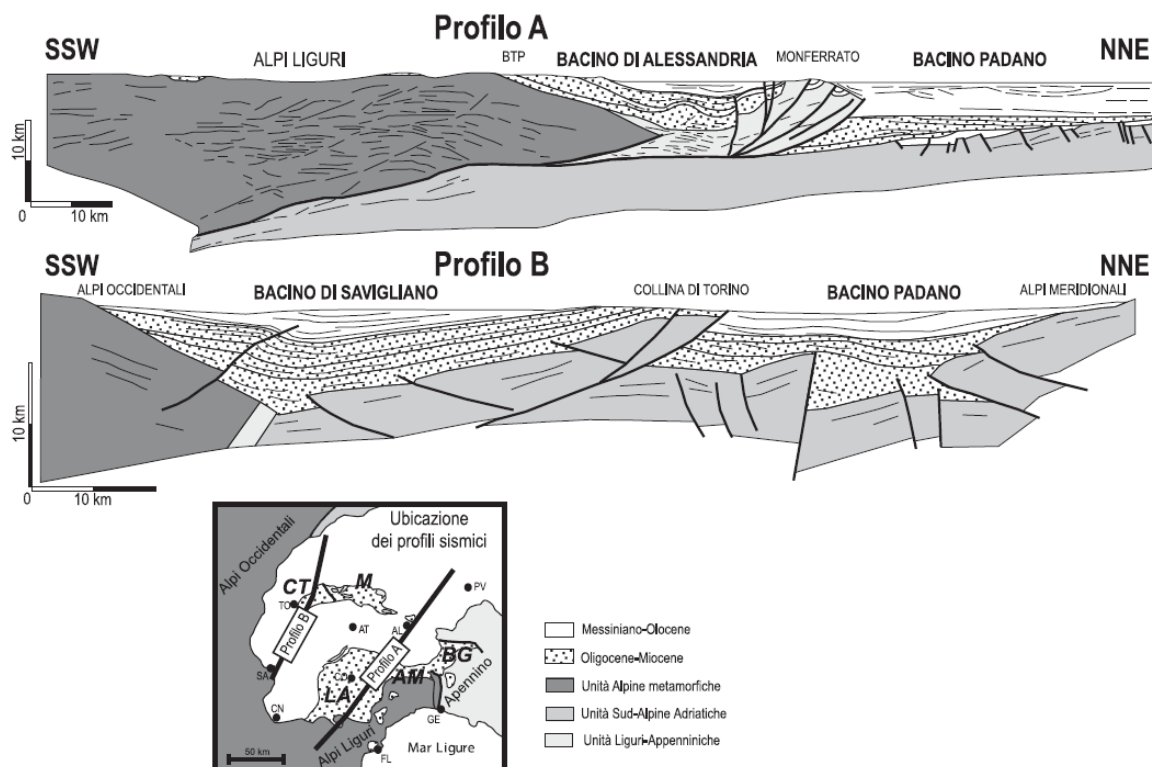 Profilo A
SSW
ALPI LIGURI
BTP
BACINO DI ALESSANDRIA
MONFERRATO
BACINO PADANO
NNE
10 km
0 10 km
Profilo B
SSW
ALPI OCCIDENTALI
BACINO DI SAVIGLIANO
COLLINA DI TORINO
BACINO PADANO
ALPI MERIDIONALI
NNE
10 km
0 10 km
Ubicazione
dei profili sismici
Alpi Occidentali
CT
M
TO
PV
AT
AL
Profilo B
Profilo A
SA
BG
AM
LA
CN
GE
Apennino
Alpi Liguri
FL
Mar Ligure
50 km
Messiniano-Olocene
Oligocene-Miocene
Unità Alpine metamorfiche
Unità Sud-Alpine Adriatiche
Unità Liguri-Appenniniche